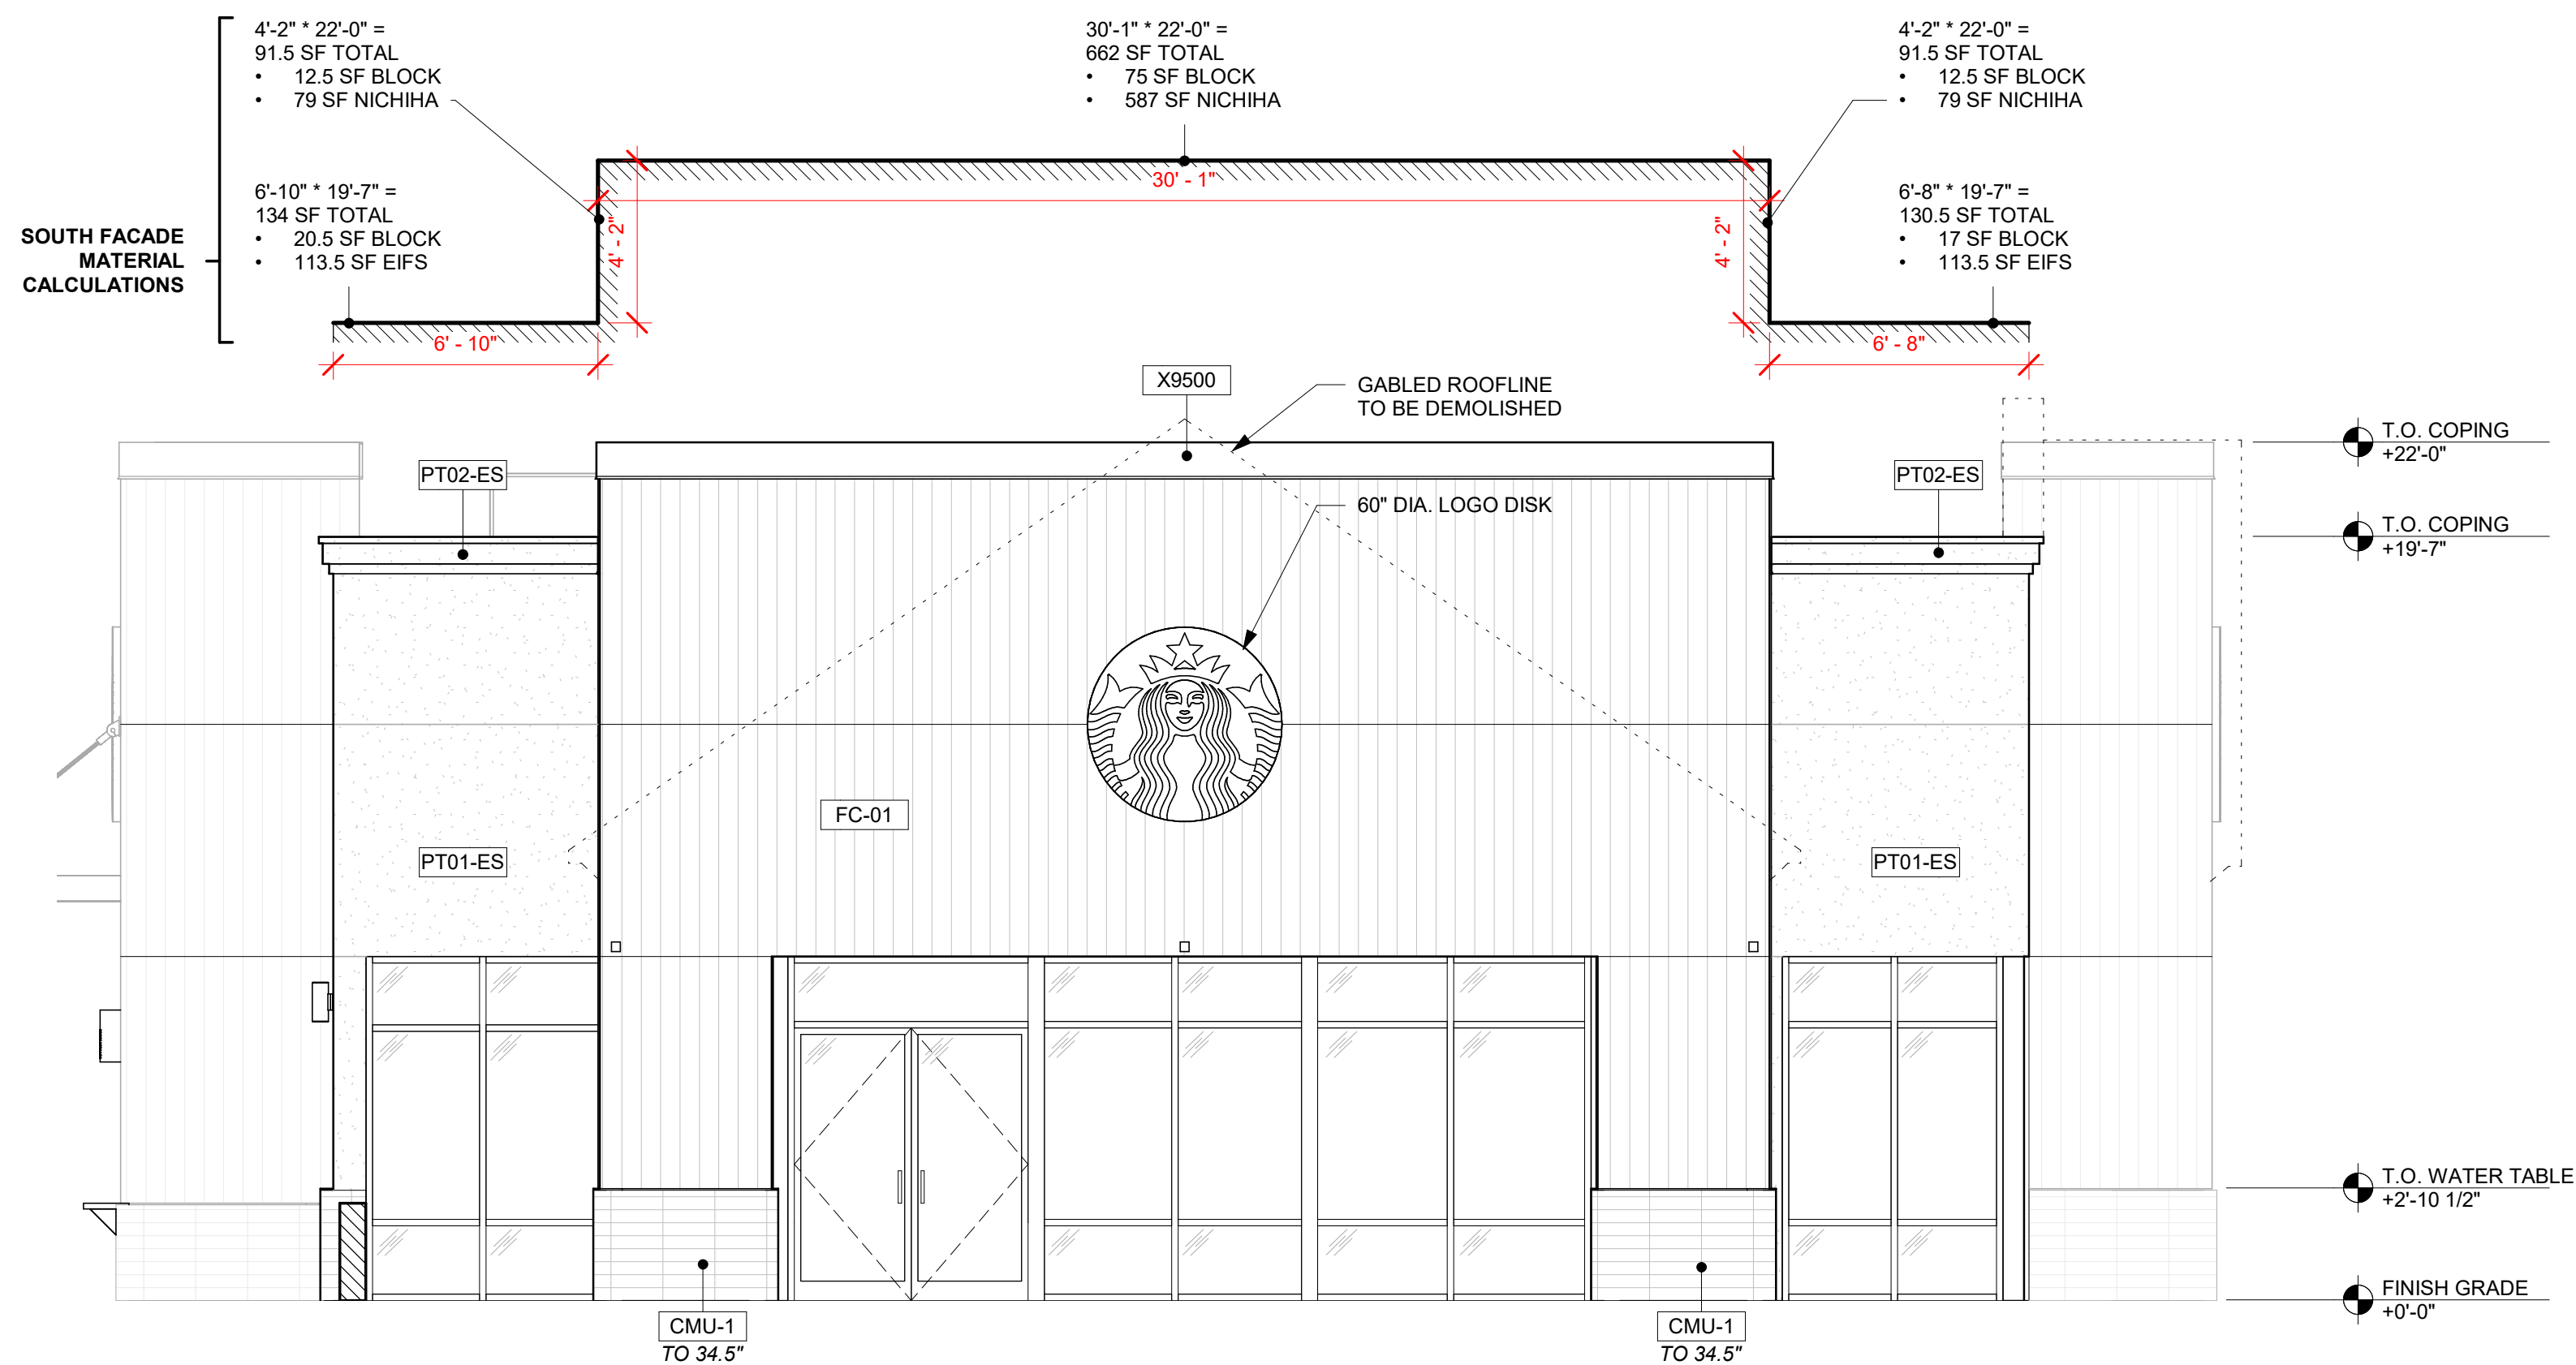 4'-2" * 22'-0" =
91.5 SF TOTAL
• 12.5 SF BLOCK
• 79 SF NICHIHA
30'-1" * 22'-0" =
662 SF TOTAL
• 75 SF BLOCK
• 587 SF NICHIHA
4'-2" * 22'-0" =
91.5 SF TOTAL
• 12.5 SF BLOCK
• 79 SF NICHIHA
6'-10" * 19'-7" =
134 SF TOTAL
• 20.5 SF BLOCK
• 113.5 SF EIFS
6'-8" * 19'-7" =
130.5 SF TOTAL
• 17 SF BLOCK
• 113.5 SF EIFS
SOUTH FACADE
MATERIAL
CALCULATIONS
30' - 1"
4' - 2"
4' - 2"
6' - 10"
6' - 8"
X9500
GABLED ROOFLINE
TO BE DEMOLISHED
T.O. COPING
+22'-0"
PT02-ES
PT02-ES
60" DIA. LOGO DISK
T.O. COPING
+19'-7"
FC-01
PT01-ES
PT01-ES
T.O. WATER TABLE
+2'-10 1/2"
FINISH GRADE
+0'-0"
CMU-1
TO 34.5"
CMU-1
TO 34.5"